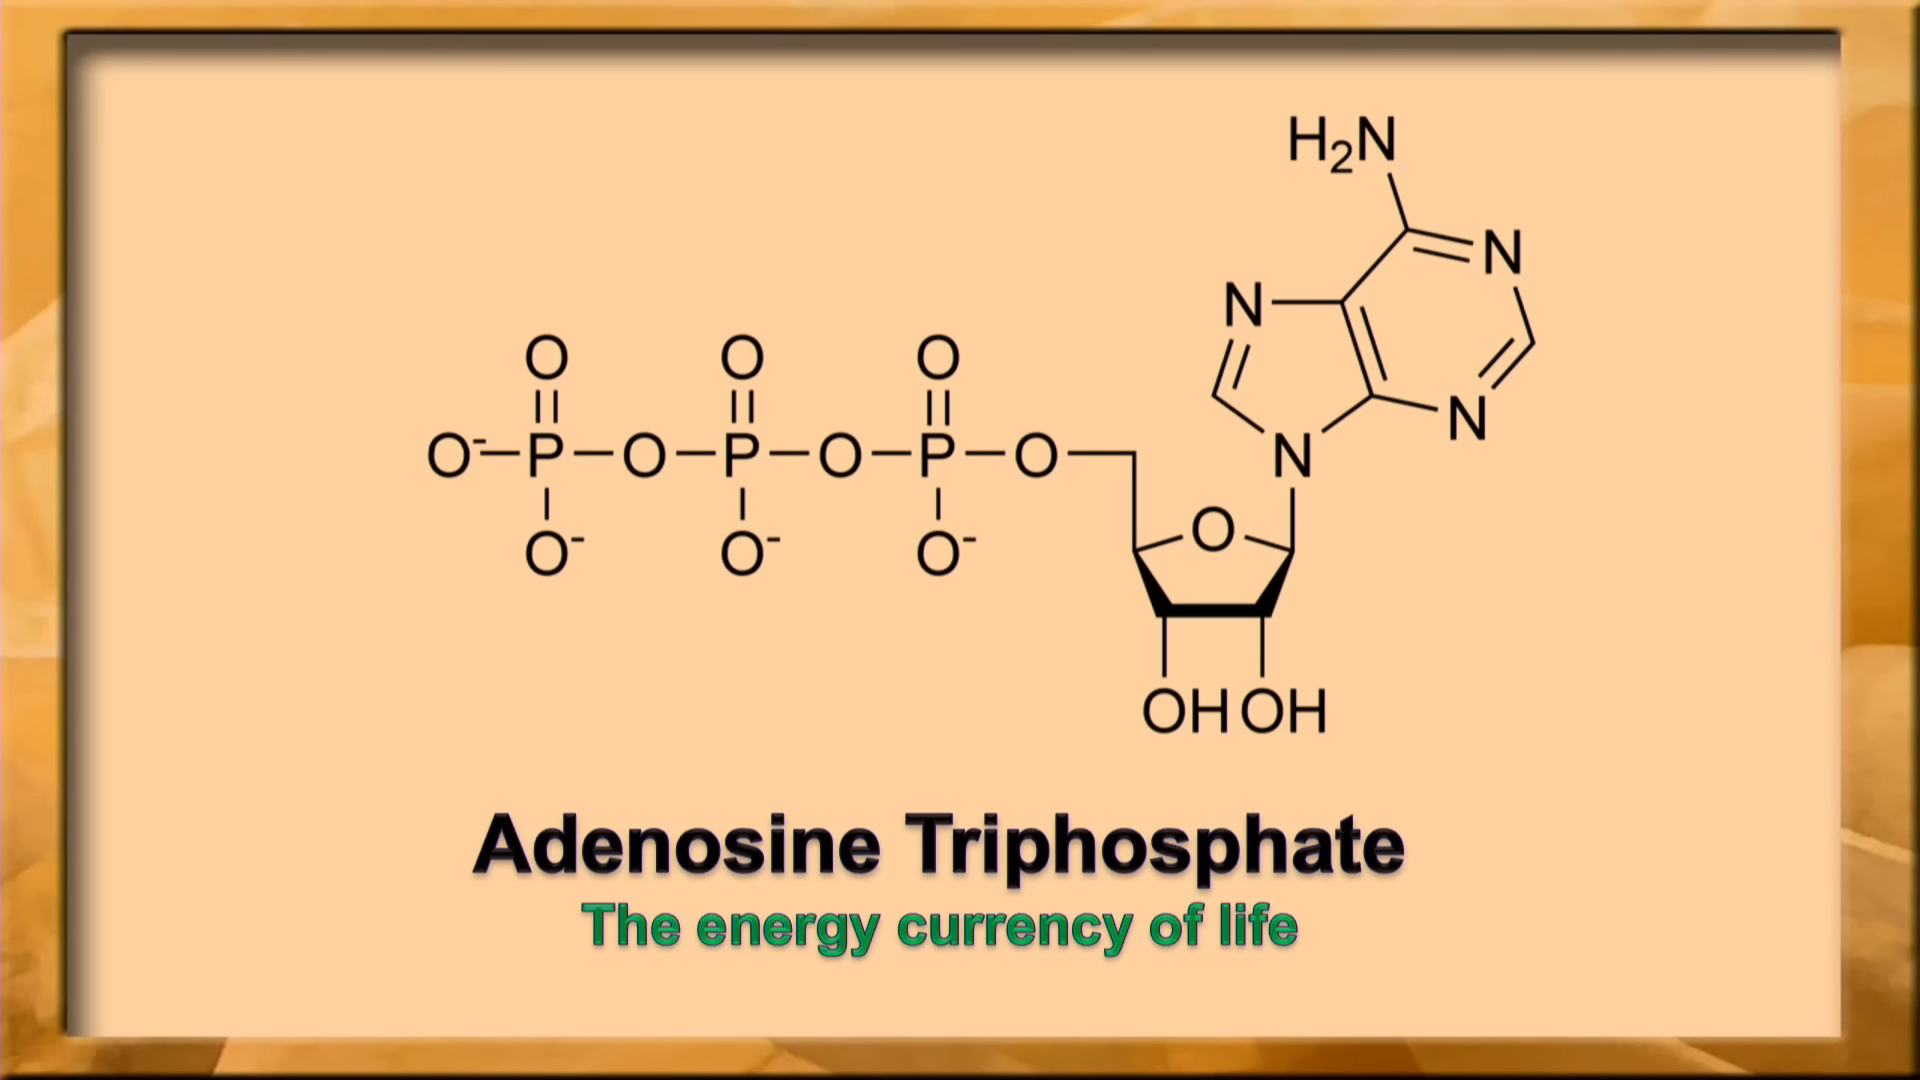 H₂N
N
N
O O O
N
O⁻ P O P O P O N
O
O⁻ O⁻ O⁻
OH OH
Adenosine Triphosphate
The energy currency of life